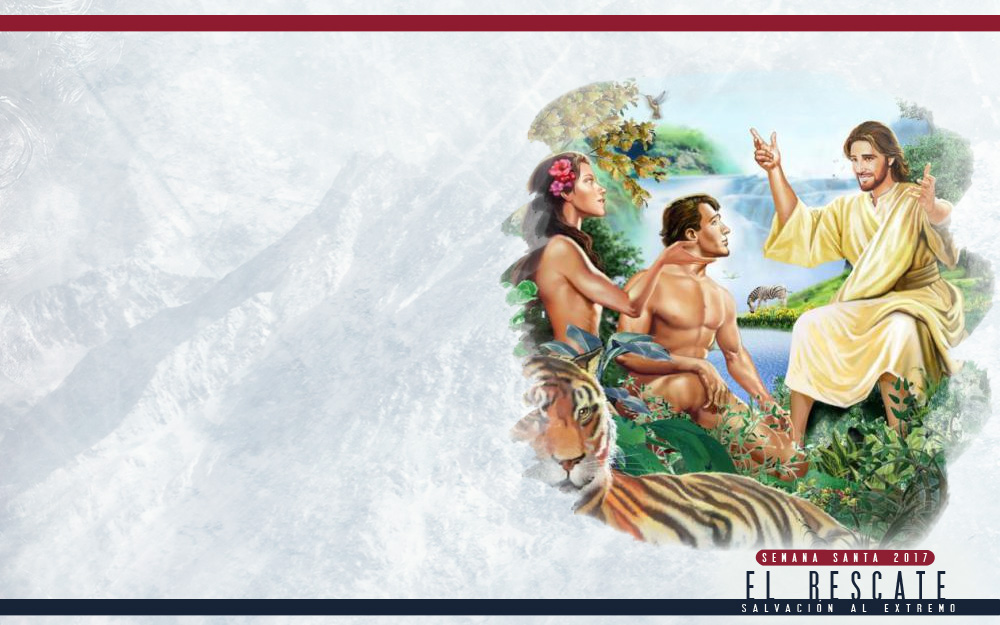 SEMANA SANTA 2017
EL RESCATE
SALVACIÓN AL EXTREMO